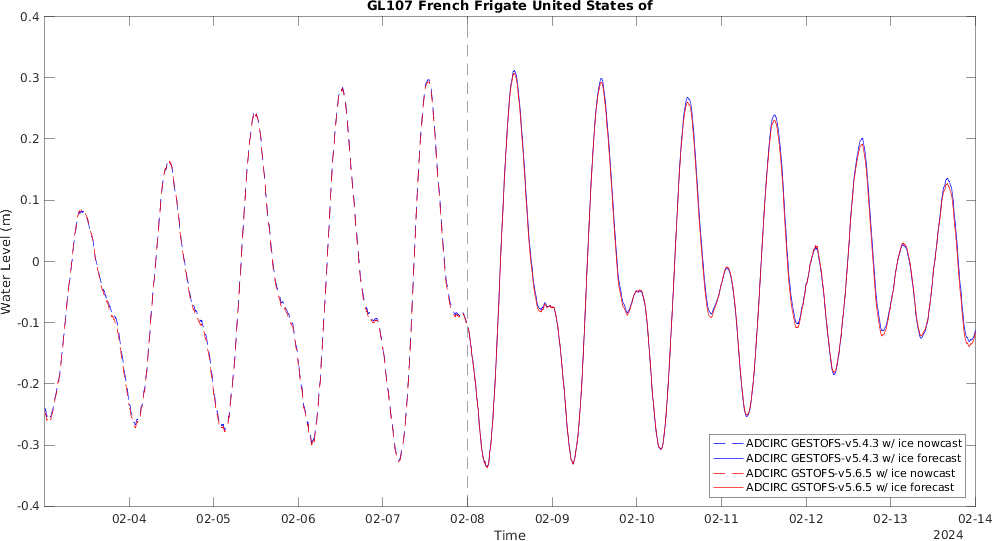 GL107 French Frigate United States of
0.4
0.3
0.2
0.1
0
-0.1
-0.2
-0.3
-0.4
Water Level (m)
ADCIRC GESTOFS-v5.4.3 w/ ice nowcast
ADCIRC GESTOFS-v5.4.3 w/ ice forecast
ADCIRC GSTOFS-v5.6.5 w/ ice nowcast
ADCIRC GSTOFS-v5.6.5 w/ ice forecast
02-04 02-05 02-06 02-07 02-08 02-09 02-10 02-11 02-12 02-13 02-14
Time
2024